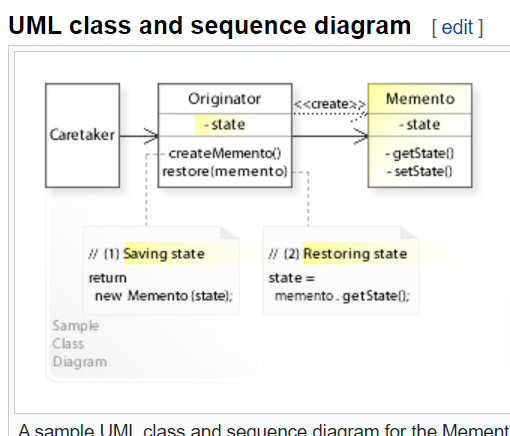 UML class and sequence diagram [ edit ]
Caretaker
Originator
- state
createMemento()
restore(memento)
<<create>>
Memento
- state
- getState()
- setState()
// (1) Saving state
return
new Memento (state);
// (2) Restoring state
state =
memento . getState();
Sample
Class
Diagram
A sample UML class and sequence diagram for the Mement